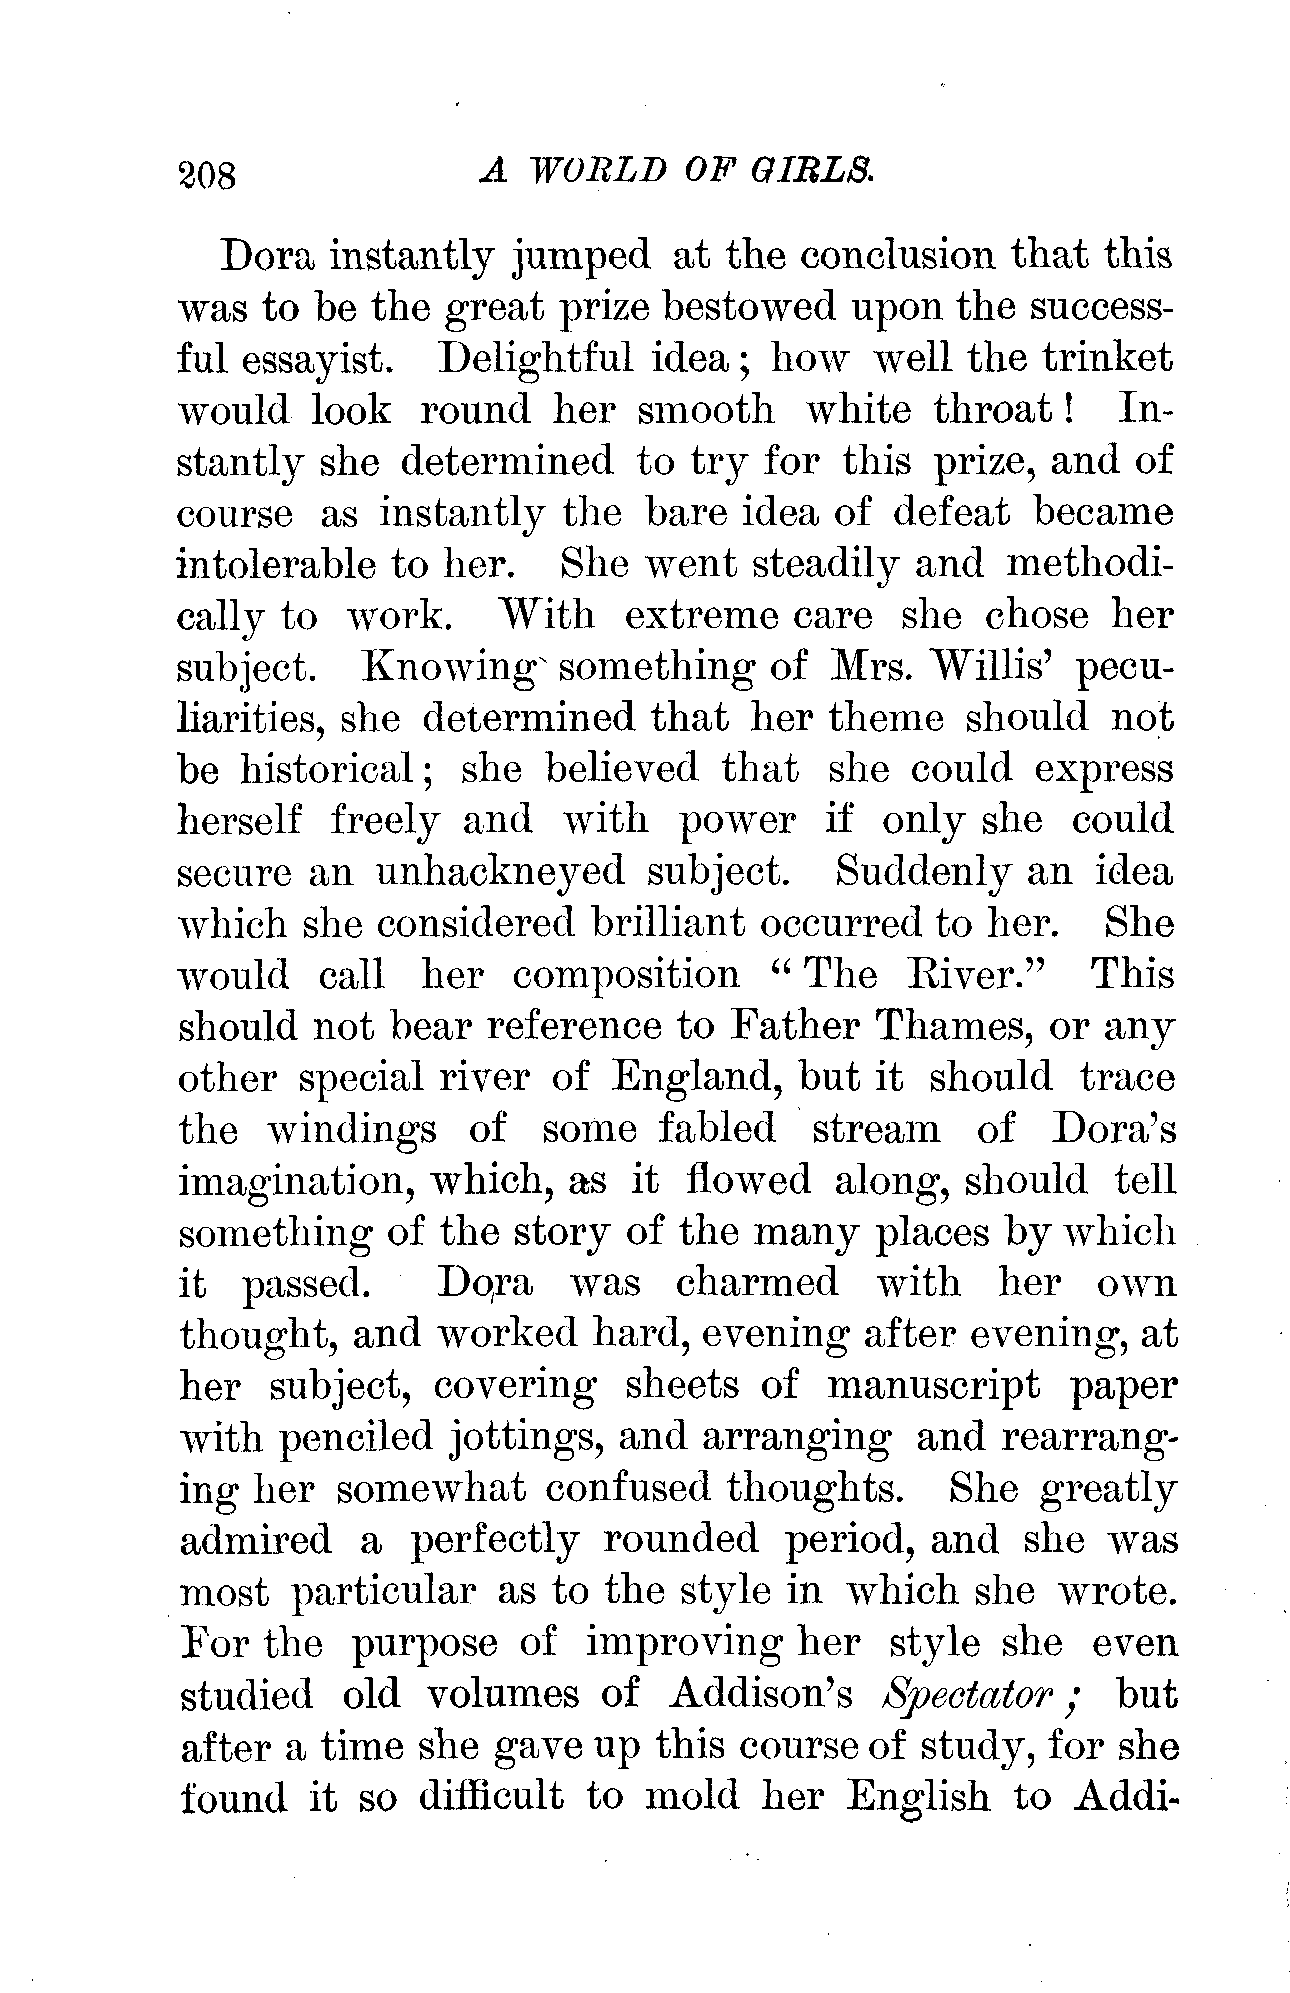 208 A WORLD OF GIRLS.
Dora instantly jumped at the conclusion that this
was to be the great prize bestowed upon the success-
ful essayist. Delightful idea; how well the trinket
would look round her smooth white throat! In-
stantly she determined to try for this prize, and of
course as instantly the bare idea of defeat became
intolerable to her. She went steadily and methodi-
cally to work. With extreme care she chose her
subject. Knowing something of Mrs. Willis' pecu-
liarities, she determined that her theme should not
be historical; she believed that she could express
herself freely and with power if only she could
secure an unhackneyed subject. Suddenly an idea
which she considered brilliant occurred to her. She
would call her composition "The River." This
should not bear reference to Father Thames, or any
other special river of England, but it should trace
the windings of some fabled stream of Dora's
imagination, which, as it flowed along, should tell
something of the story of the many places by which
it passed. Dora was charmed with her own
thought, and worked hard, evening after evening, at
her subject, covering sheets of manuscript paper
with penciled jottings, and arranging and rearrang-
ing her somewhat confused thoughts. She greatly
admired a perfectly rounded period, and she was
most particular as to the style in which she wrote.
For the purpose of improving her style she even
studied old volumes of Addison's Spectator; but
after a time she gave up this course of study, for she
found it so difficult to mold her English to Addi-